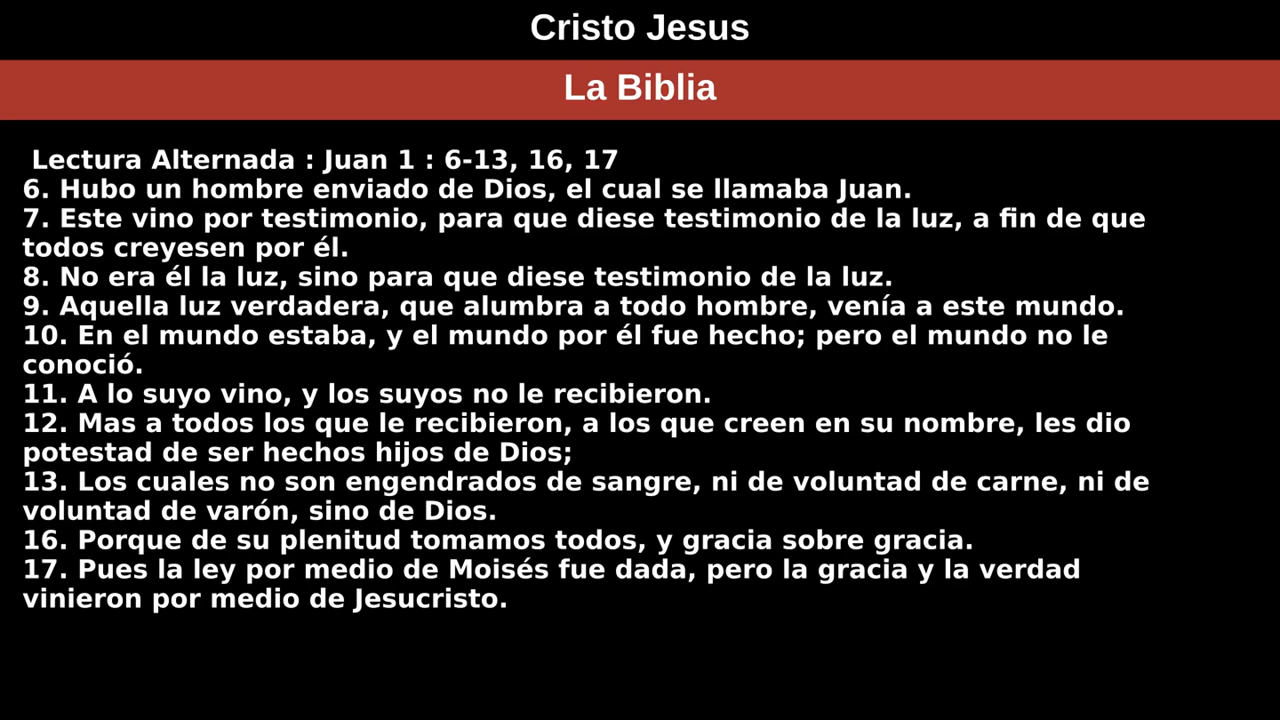 Cristo Jesus
La Biblia
Lectura Alternada : Juan 1 : 6-13, 16, 17
6. Hubo un hombre enviado de Dios, el cual se llamaba Juan.
7. Este vino por testimonio, para que diese testimonio de la luz, a fin de que
todos creyesen por él.
8. No era él la luz, sino para que diese testimonio de la luz.
9. Aquella luz verdadera, que alumbra a todo hombre, venía a este mundo.
10. En el mundo estaba, y el mundo por él fue hecho; pero el mundo no le
conoció.
11. A lo suyo vino, y los suyos no le recibieron.
12. Mas a todos los que le recibieron, a los que creen en su nombre, les dio
potestad de ser hechos hijos de Dios;
13. Los cuales no son engendrados de sangre, ni de voluntad de carne, ni de
voluntad de varón, sino de Dios.
16. Porque de su plenitud tomamos todos, y gracia sobre gracia.
17. Pues la ley por medio de Moisés fue dada, pero la gracia y la verdad
vinieron por medio de Jesucristo.